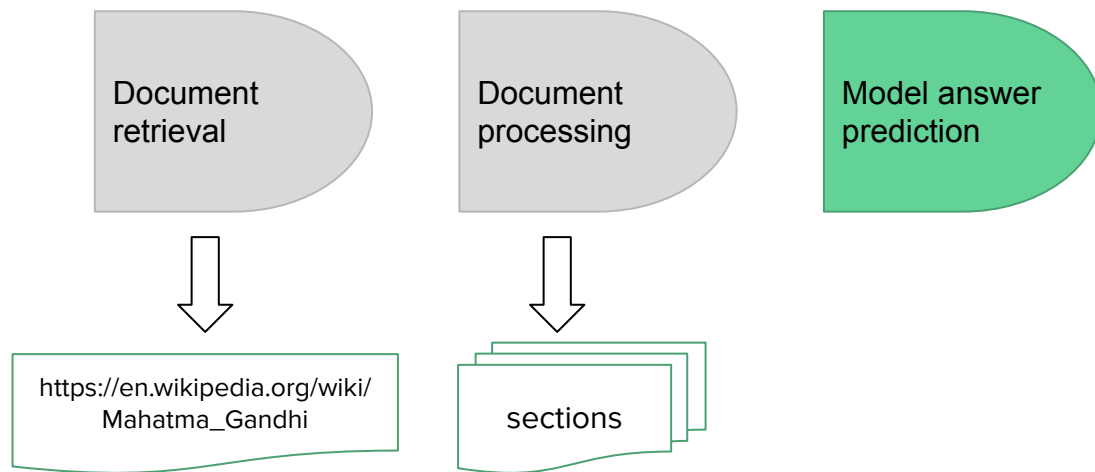 Document
retrieval
Document
processing
Model answer
prediction
https://en.wikipedia.org/wiki/
Mahatma_Gandhi
sections